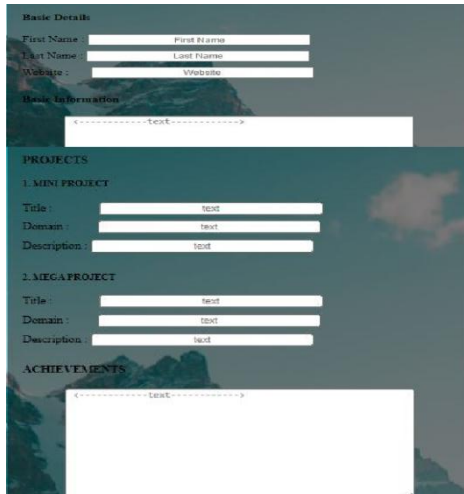 Basic Details
First Name : First Name
Last Name : Last Name
Website : Website
Basic Information
<-----------text----------->
PROJECTS
1. MINI PROJECT
Title : text
Domain : text
Description : text
2. MEGA PROJECT
Title : text
Domain : text
Description : text
ACHIEVEMENTS
<-----------text----------->